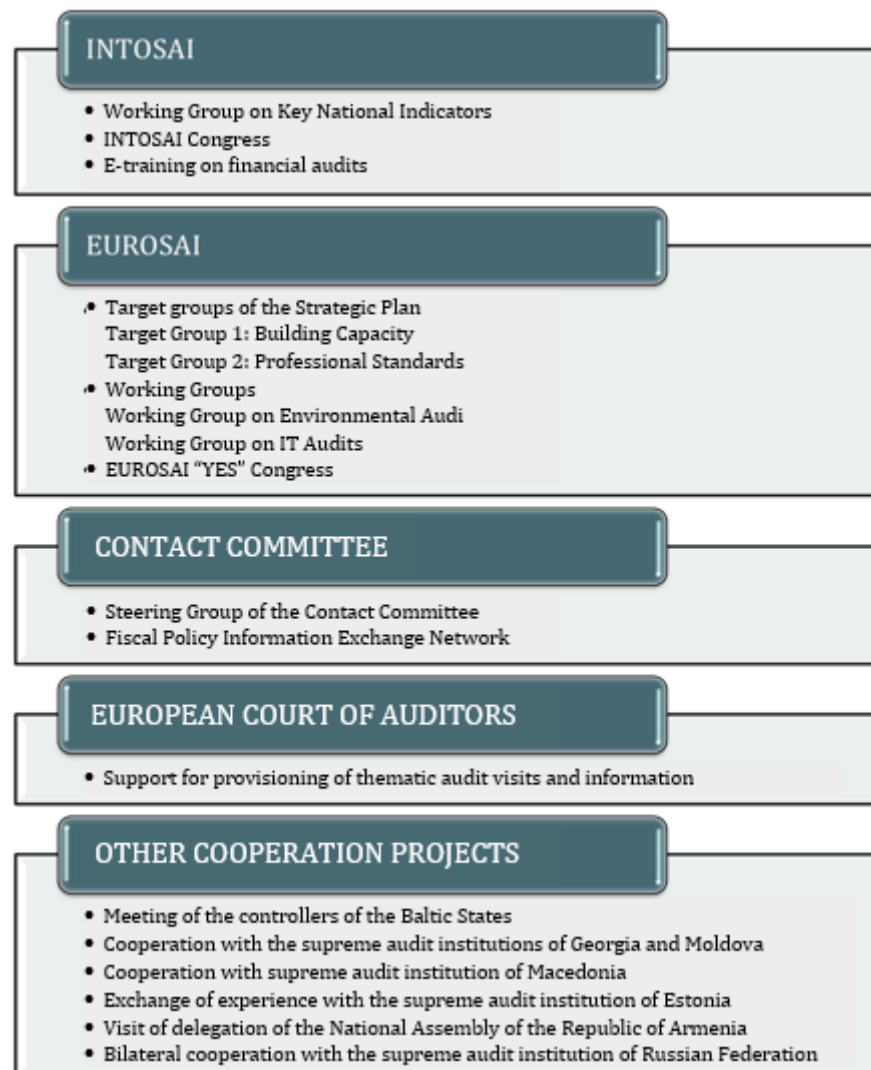 INTOSAI
• Working Group on Key National Indicators
• INTOSAI Congress
• E-training on financial audits
EUROSAI
• Target groups of the Strategic Plan
Target Group 1: Building Capacity
Target Group 2: Professional Standards
• Working Groups
Working Group on Environmental Audi
Working Group on IT Audits
• EUROSAI “YES” Congress
CONTACT COMMITTEE
• Steering Group of the Contact Committee
• Fiscal Policy Information Exchange Network
EUROPEAN COURT OF AUDITORS
• Support for provisioning of thematic audit visits and information
OTHER COOPERATION PROJECTS
• Meeting of the controllers of the Baltic States
• Cooperation with the supreme audit institutions of Georgia and Moldova
• Cooperation with supreme audit institution of Macedonia
• Exchange of experience with the supreme audit institution of Estonia
• Visit of delegation of the National Assembly of the Republic of Armenia
• Bilateral cooperation with the supreme audit institution of Russian Federation